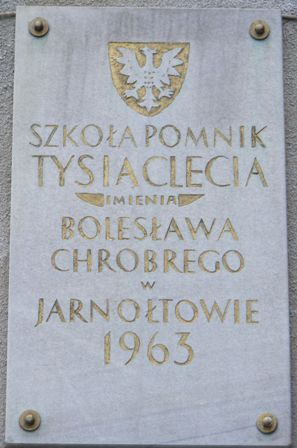 SZKOŁA POMNIK
TYSIĄCLECIA
IMIENIA
BOLESŁAWA
CHROBREGO
w
JARNOŁTOWIE
1963